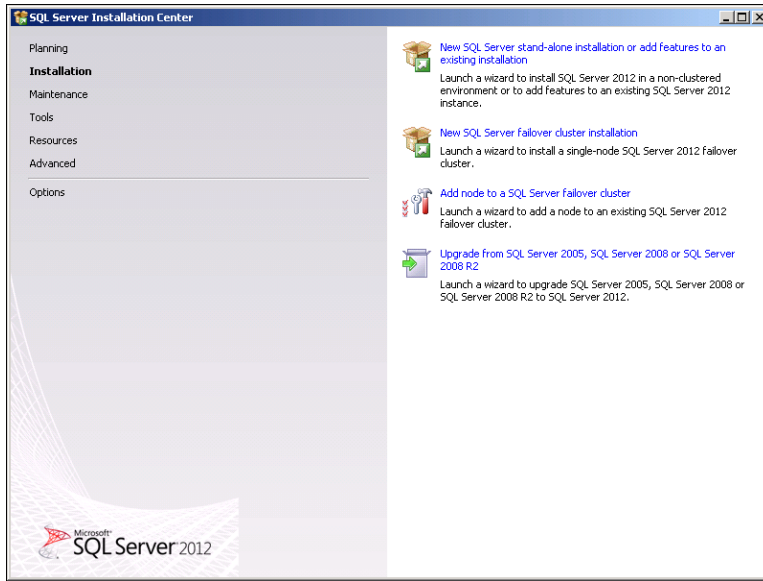 SQL Server Installation Center
Planning
Installation
Maintenance
Tools
Resources
Advanced
Options
New SQL Server stand-alone installation or add features to an
existing installation
Launch a wizard to install SQL Server 2012 in a non-clustered
environment or to add features to an existing SQL Server 2012
instance.
New SQL Server failover cluster installation
Launch a wizard to install a single-node SQL Server 2012 failover
cluster.
Add node to a SQL Server failover cluster
Launch a wizard to add a node to an existing SQL Server 2012
failover cluster.
Upgrade from SQL Server 2005, SQL Server 2008 or SQL Server
2008 R2
Launch a wizard to upgrade SQL Server 2005, SQL Server 2008 or
SQL Server 2008 R2 to SQL Server 2012.
Microsoft
SQL Server 2012